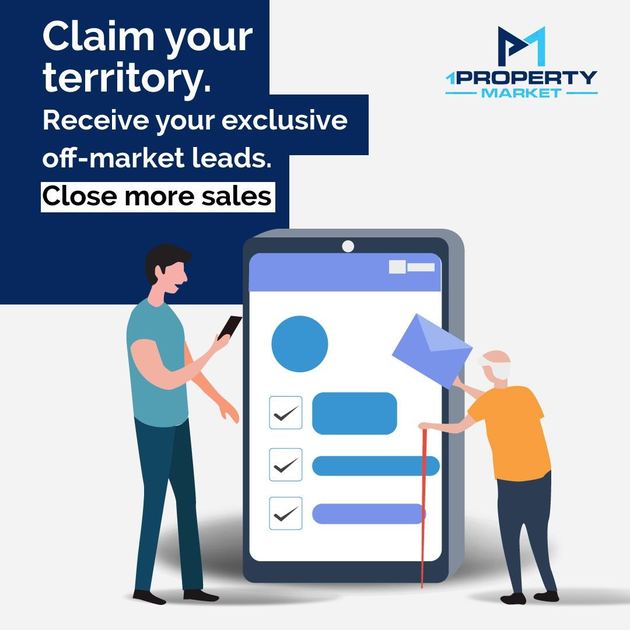 Claim your
territory.
Receive your exclusive
off-market leads.
Close more sales
1PROPERTY
MARKET